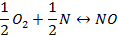 1/2 O₂ + 1/2 N ↔ NO